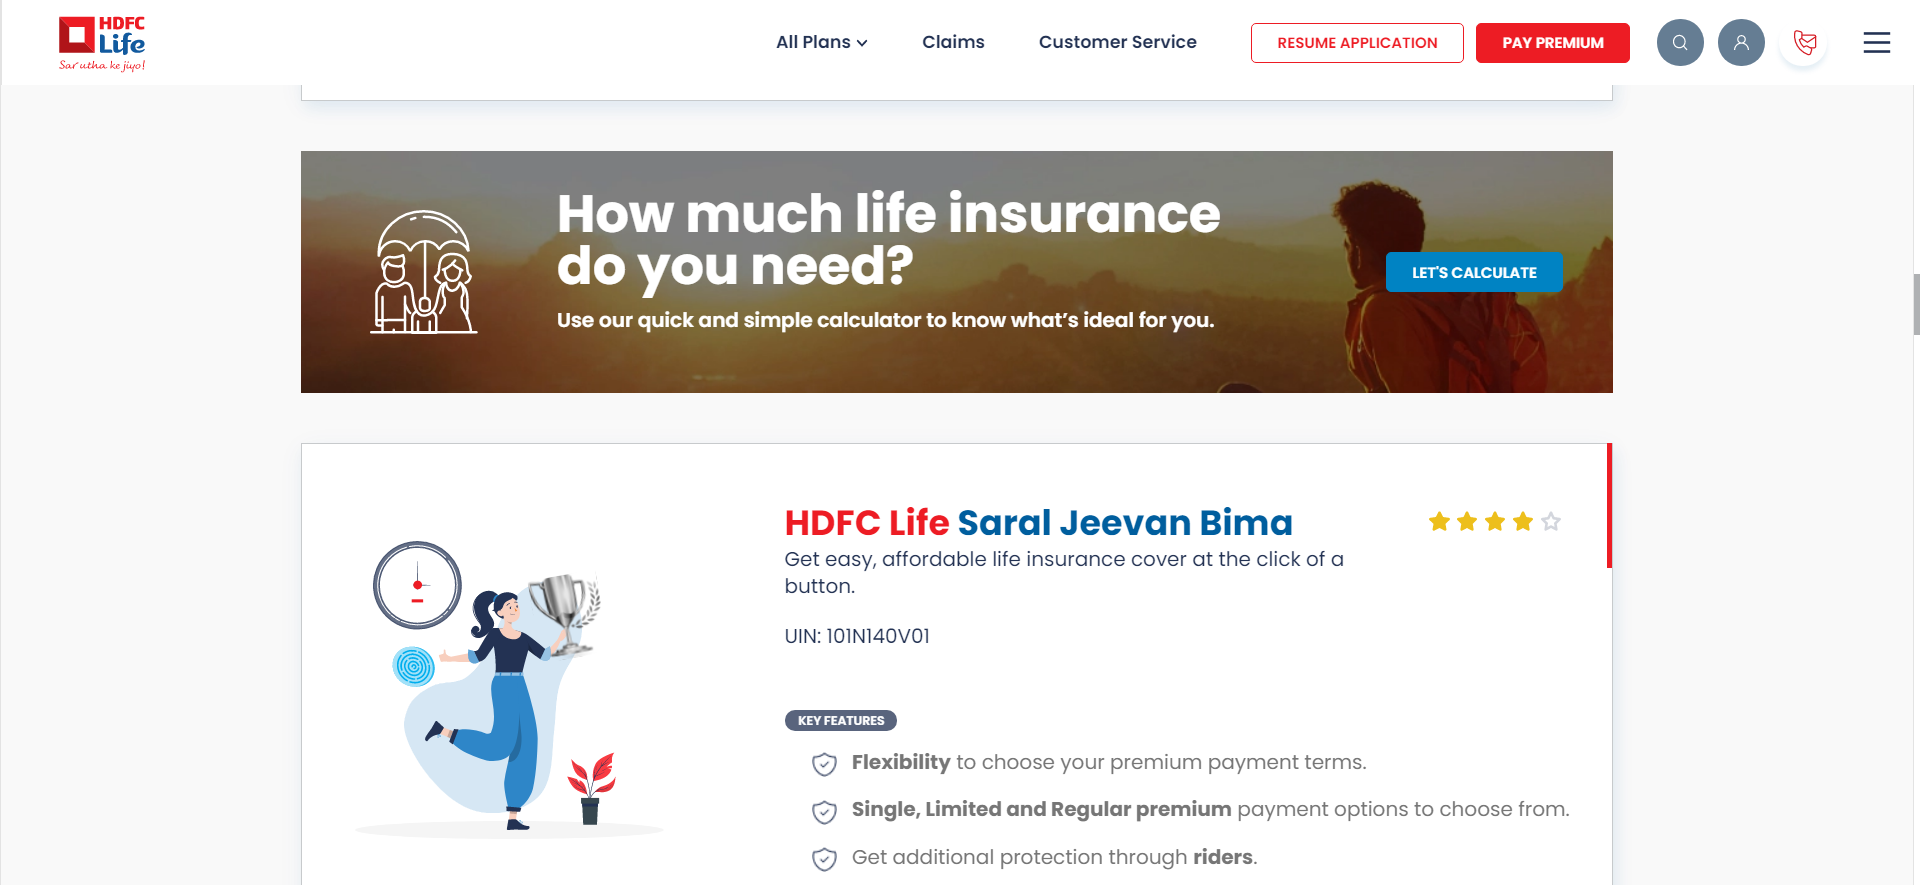 HDFC
Life
Sar utha ke jiyo!
All Plans
Claims
Customer Service
RESUME APPLICATION
PAY PREMIUM
How much life insurance
do you need?
Use our quick and simple calculator to know what’s ideal for you.
LET'S CALCULATE
HDFC Life Saral Jeevan Bima
Get easy, affordable life insurance cover at the click of a
button.
UIN: 101N140V01
KEY FEATURES
Flexibility to choose your premium payment terms.
Single, Limited and Regular premium payment options to choose from.
Get additional protection through riders.